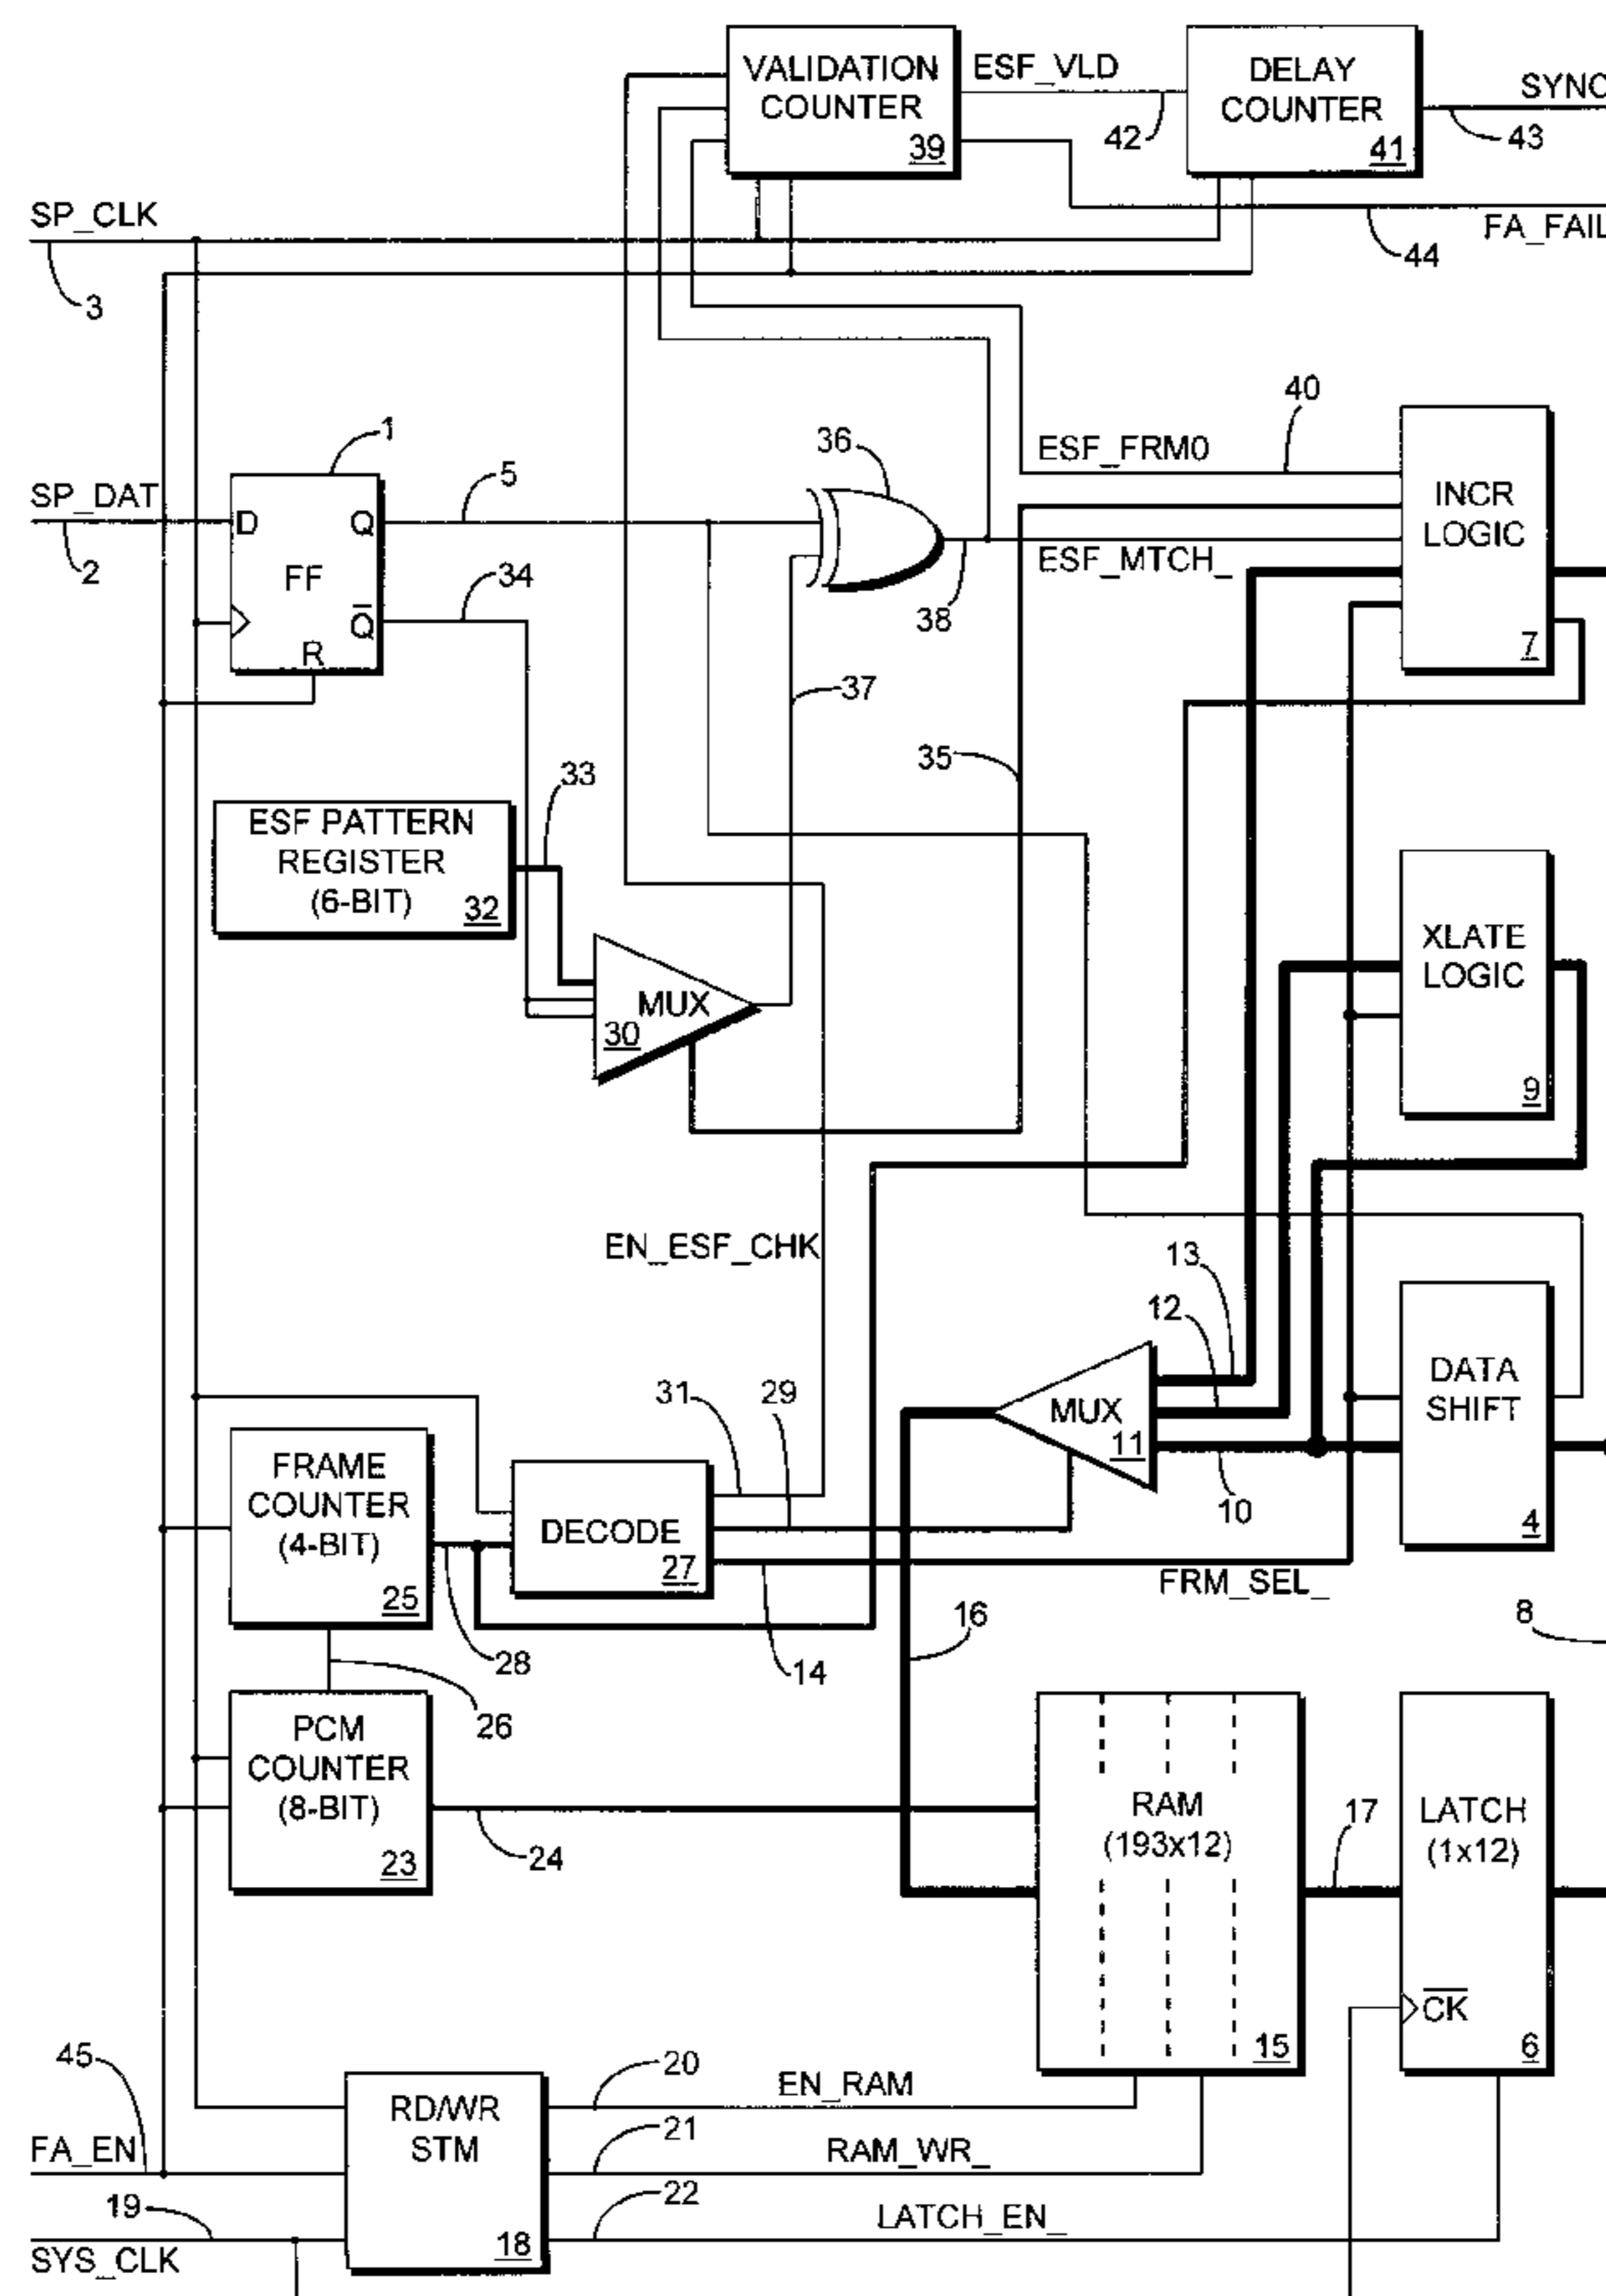 VALIDATION
COUNTER
39
ESF_VLD
42
DELAY
COUNTER
41
SYNC
43
SP_CLK
3
FA_FAIL
44
1
5
36
ESF_FRM0
40
INCR
LOGIC
7
SP_DAT
2
D
Q
FF
Q̅
R
34
38
ESF_MTCH_
37
35
33
ESF PATTERN
REGISTER
(6-BIT)
32
MUX
30
XLATE
LOGIC
9
EN_ESF_CHK
13
12
MUX
11
10
DATA
SHIFT
4
31
29
FRAME
COUNTER
(4-BIT)
25
DECODE
27
28
14
FRM_SEL_
16
8
26
PCM
COUNTER
(8-BIT)
23
24
RAM
(193x12)
15
17
LATCH
(1x12)
C̅K̅
6
45
FA_EN
19
SYS_CLK
RD/WR
STM
18
20
EN_RAM
21
RAM_WR_
22
LATCH_EN_